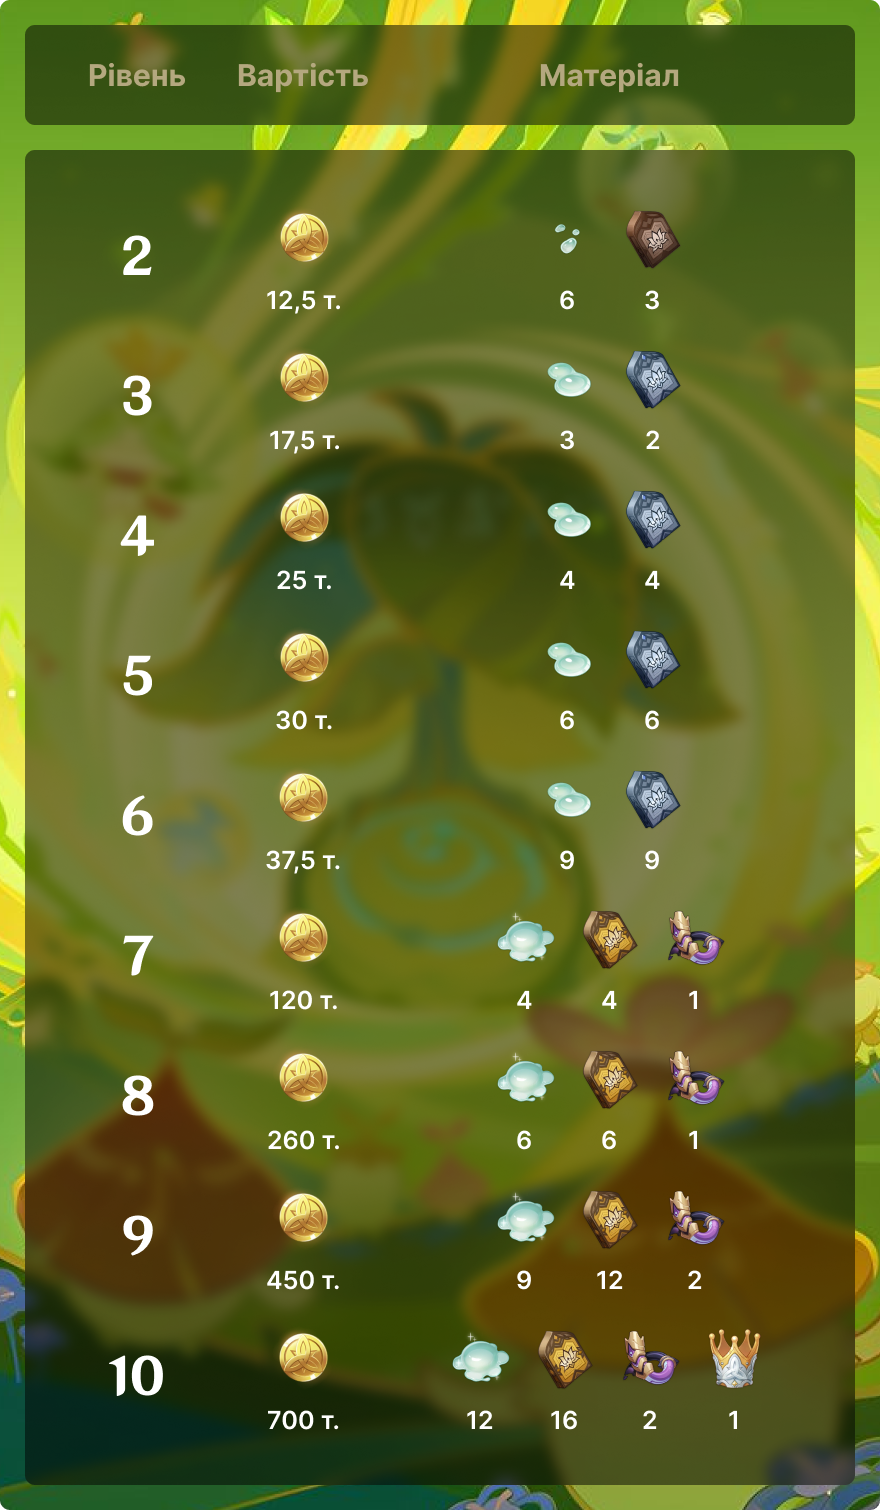 Рівень Вартість Матеріал
2
12,5 т. 6 3
3
17,5 т. 3 2
4
25 т. 4 4
5
30 т. 6 6
6
37,5 т. 9 9
7
120 т. 4 4 1
8
260 т. 6 6 1
9
450 т. 9 12 2
10
700 т. 12 16 2 1